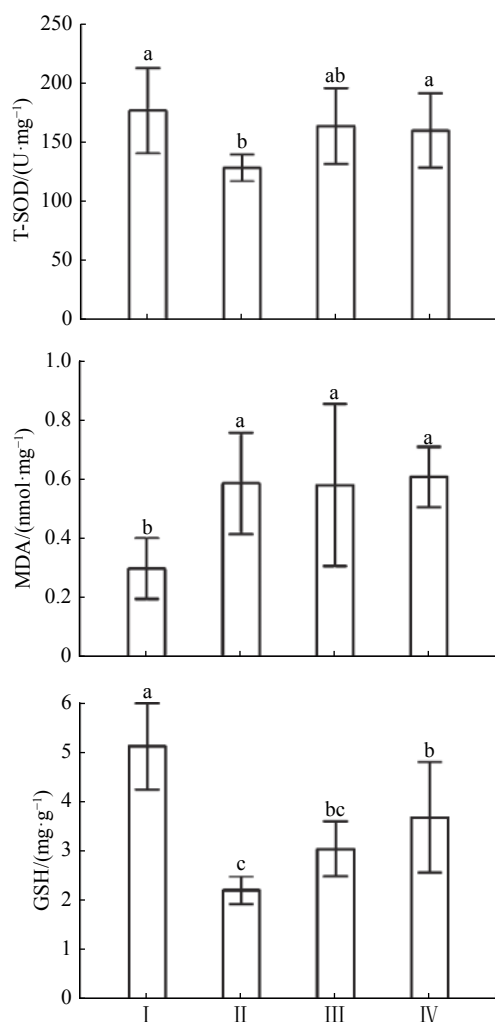 250
200
150
100
50
0
T-SOD/(U·mg⁻¹)
a
b
ab
a
1.0
0.8
0.6
0.4
0.2
0
MDA/(nmol·mg⁻¹)
b
a
a
a
6
5
4
3
2
1
0
GSH/(mg·g⁻¹)
a
c
bc
b
I II III IV